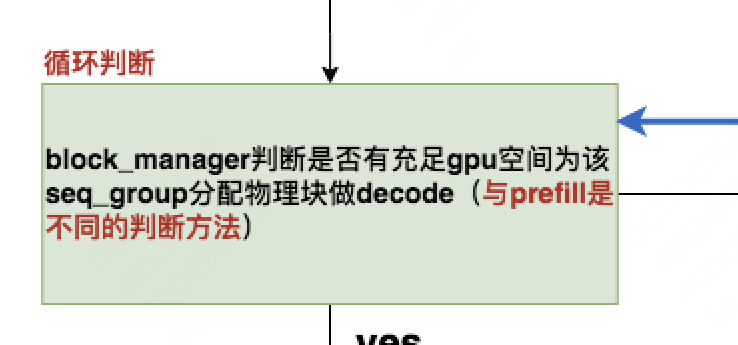 循环判断
block_manager判断是否有充足gpu空间为该
seq_group分配物理块做decode（与prefill是
不同的判断方法）
yes